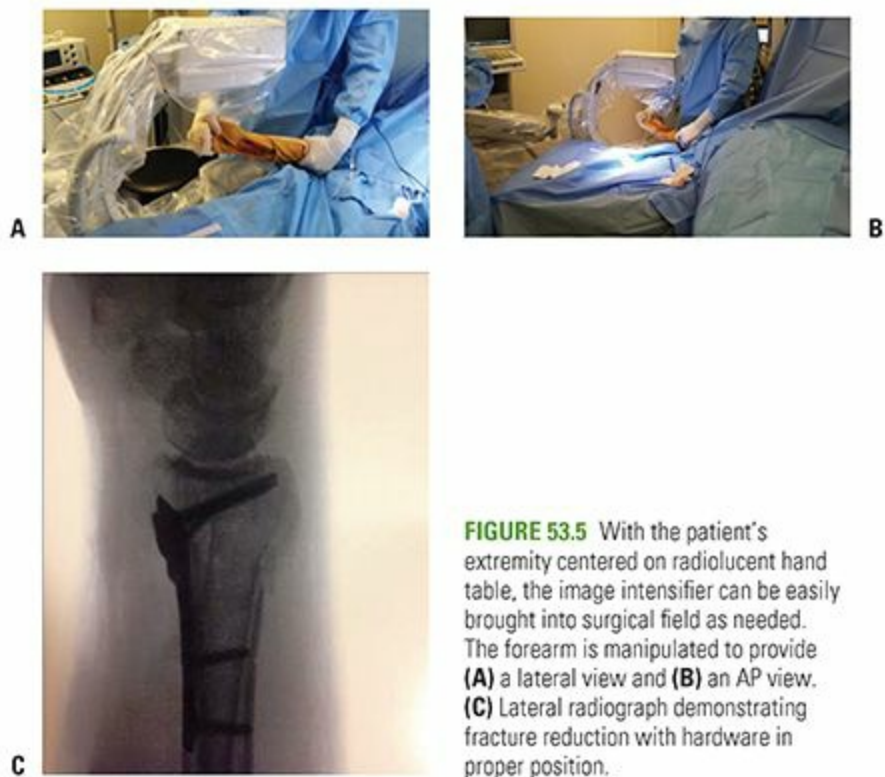 A
B
C
FIGURE 53.5 With the patient's
extremity centered on radiolucent hand
table, the image intensifier can be easily
brought into surgical field as needed.
The forearm is manipulated to provide
(A) a lateral view and (B) an AP view.
(C) Lateral radiograph demonstrating
fracture reduction with hardware in
proper position.